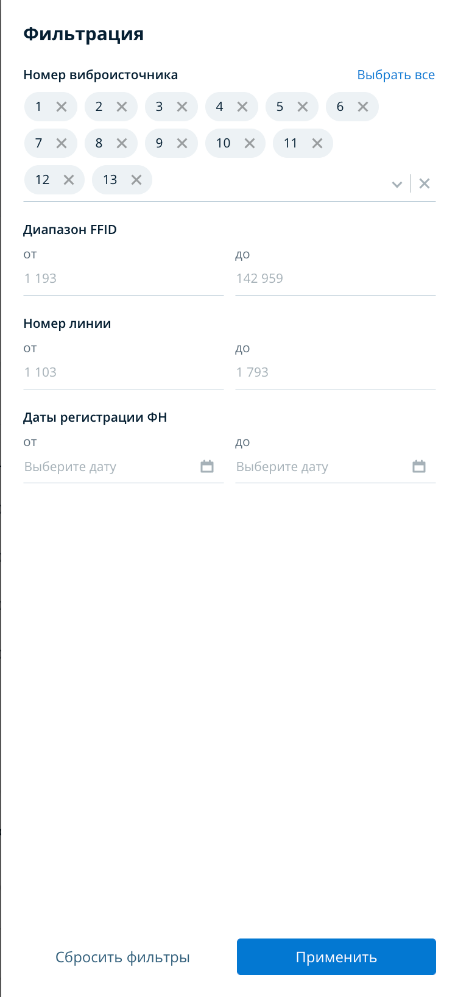 Фильтрация
Номер виброисточника Выбрать все
1 2 3 4 5 6
7 8 9 10 11
12 13
Диапазон FFID
от до
1 193 142 959
Номер линии
от до
1 103 1 793
Даты регистрации ФН
от до
Выберите дату Выберите дату
Сбросить фильтры Применить